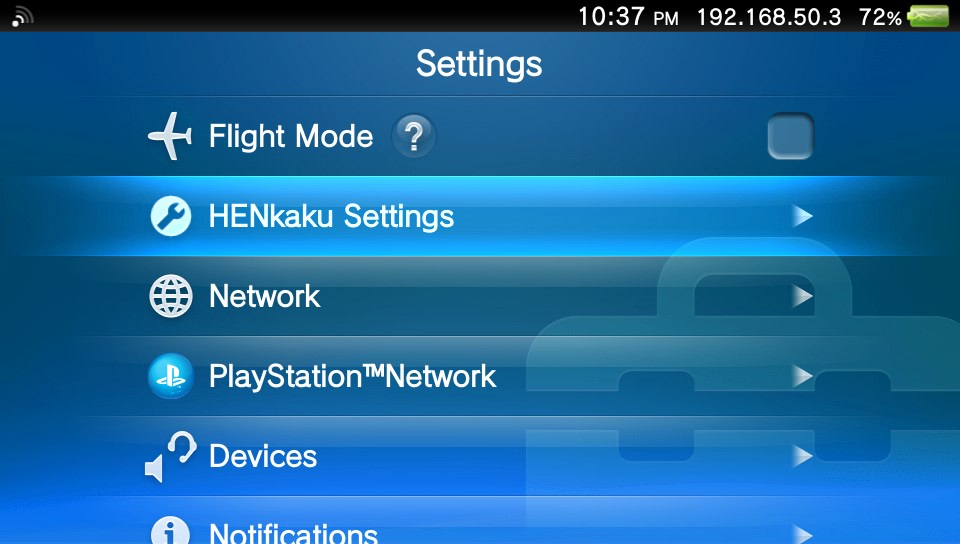 10:37 PM 192.168.50.3 72%
Settings
Flight Mode ?
HENkaku Settings
Network
PlayStation™Network
Devices
Notifications